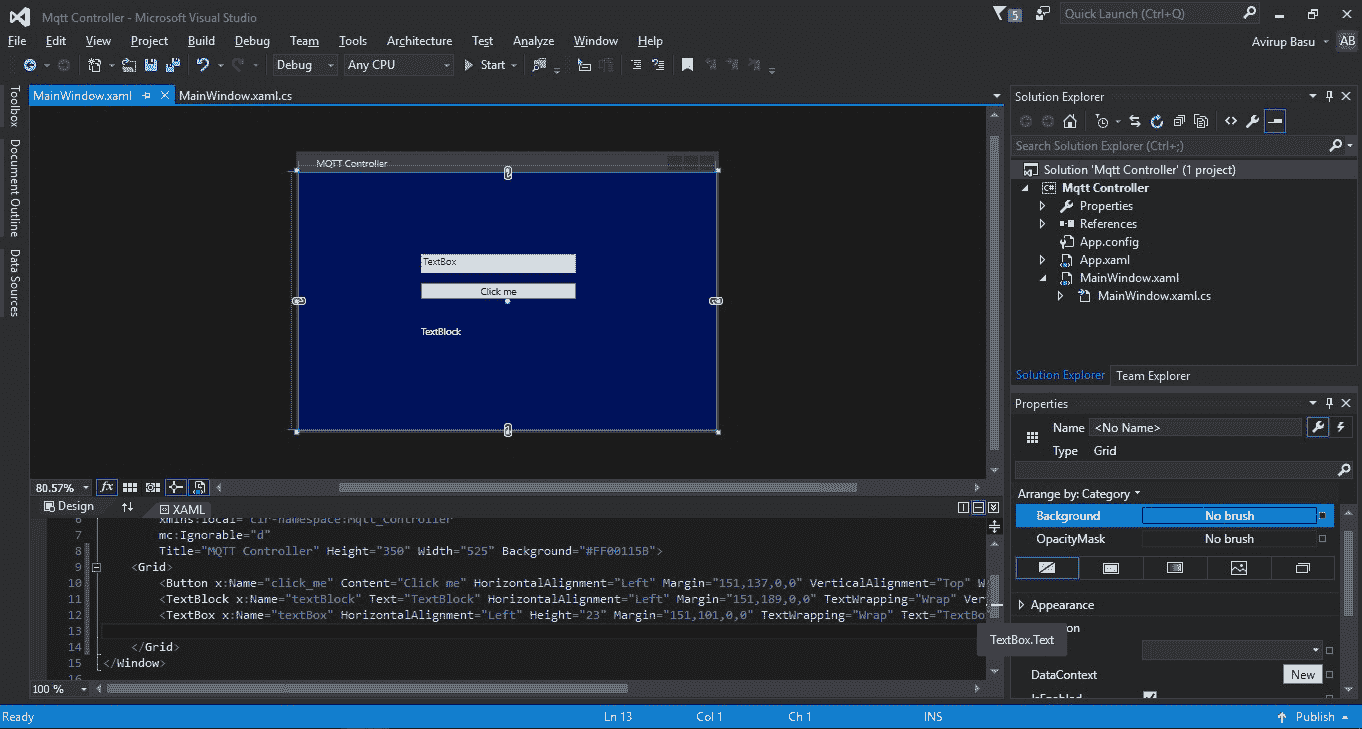 Mqtt Controller - Microsoft Visual Studio
5
Quick Launch (Ctrl+Q)
File Edit View Project Build Debug Team Tools Architecture Test Analyze Window Help
Avirup Basu AB
Debug Any CPU Start
Toolbox
Document Outline
Data Sources
MainWindow.xaml MainWindow.xaml.cs
MQTT Controller
TextBox
Click me
TextBlock
80.57%
Design XAML
6 xmlns:local="clr-namespace:Mqtt_Controller"
7 mc:Ignorable="d"
8 Title="MQTT Controller" Height="350" Width="525" Background="#FF00115B">
9 <Grid>
10 <Button x:Name="click_me" Content="Click me" HorizontalAlignment="Left" Margin="151,137,0,0" VerticalAlignment="Top" W
11 <TextBlock x:Name="textBlock" Text="TextBlock" HorizontalAlignment="Left" Margin="151,189,0,0" TextWrapping="Wrap" Ver
12 <TextBox x:Name="textBox" HorizontalAlignment="Left" Height="23" Margin="151,101,0,0" TextWrapping="Wrap" Text="TextBo
13
14 </Grid>
15 </Window>
16
100 %
Solution Explorer
Search Solution Explorer (Ctrl+;)
Solution 'Mqtt Controller' (1 project)
C# Mqtt Controller
Properties
References
App.config
App.xaml
MainWindow.xaml
MainWindow.xaml.cs
Solution Explorer Team Explorer
Properties
Name <No Name>
Type Grid
Arrange by: Category
Background No brush
OpacityMask No brush
Appearance
on
TextBox.Text
DataContext New
IsEnabled
Ready Ln 13 Col 1 Ch 1 INS Publish